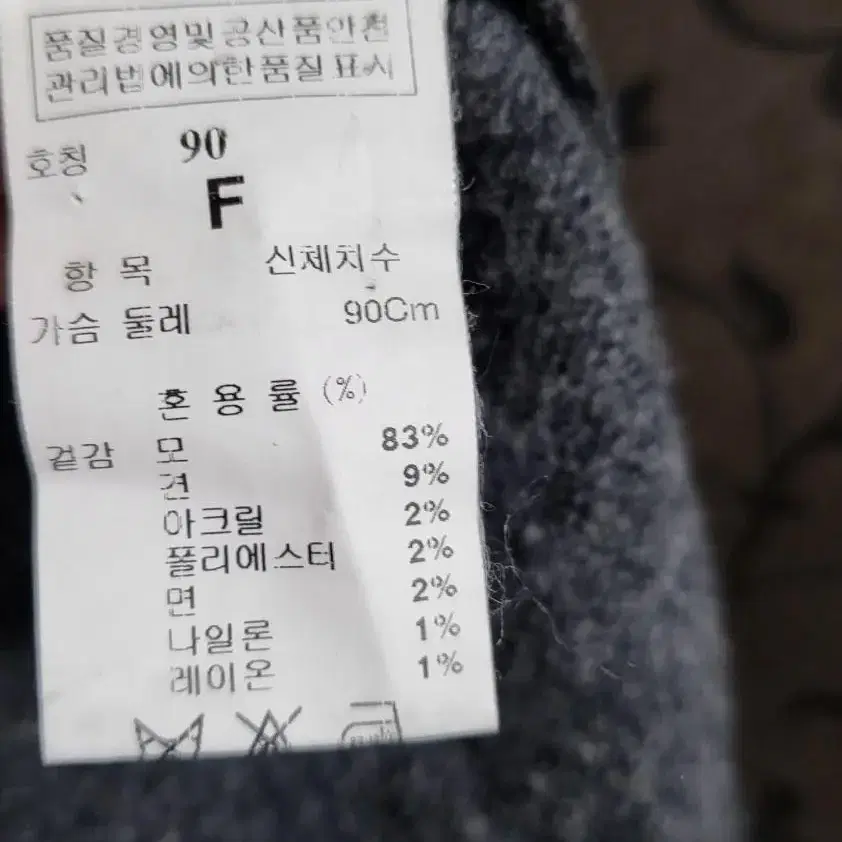 품질경영및 공산품안전
관리법에의한품질 표시
호칭 90
F
항 목 신체치수
가슴 둘레 90Cm
혼 용 률 (%)
겉감 모 83%
견 9%
아크릴 2%
폴리에스터 2%
면 2%
나일론 1%
레이온 1%